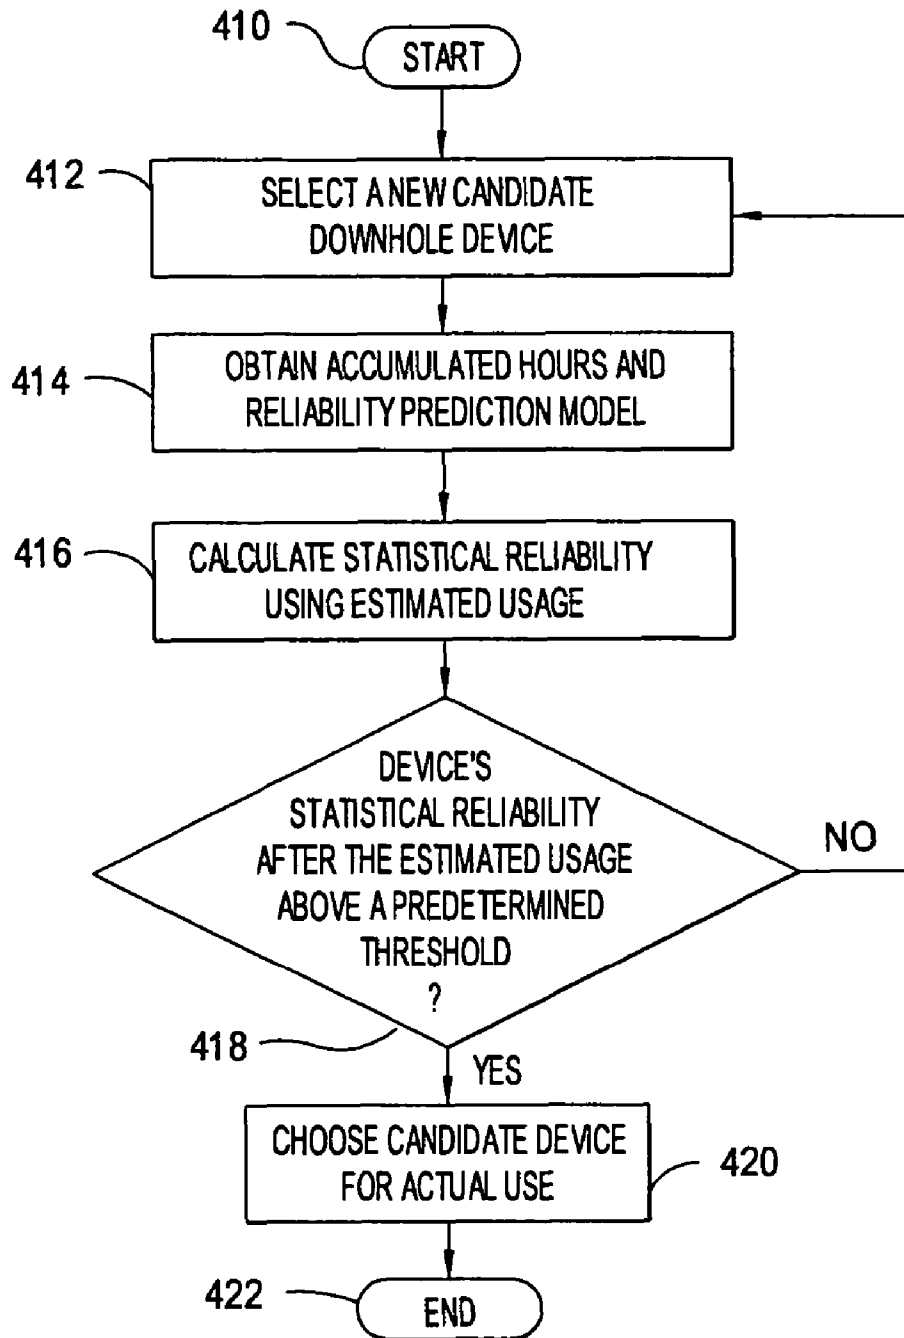 410
START
412
SELECT A NEW CANDIDATE
DOWNHOLE DEVICE
414
OBTAIN ACCUMULATED HOURS AND
RELIABILITY PREDICTION MODEL
416
CALCULATE STATISTICAL RELIABILITY
USING ESTIMATED USAGE
DEVICE'S
STATISTICAL RELIABILITY
AFTER THE ESTIMATED USAGE
ABOVE A PREDETERMINED
THRESHOLD
?
NO
418
YES
CHOOSE CANDIDATE DEVICE
FOR ACTUAL USE
420
422
END